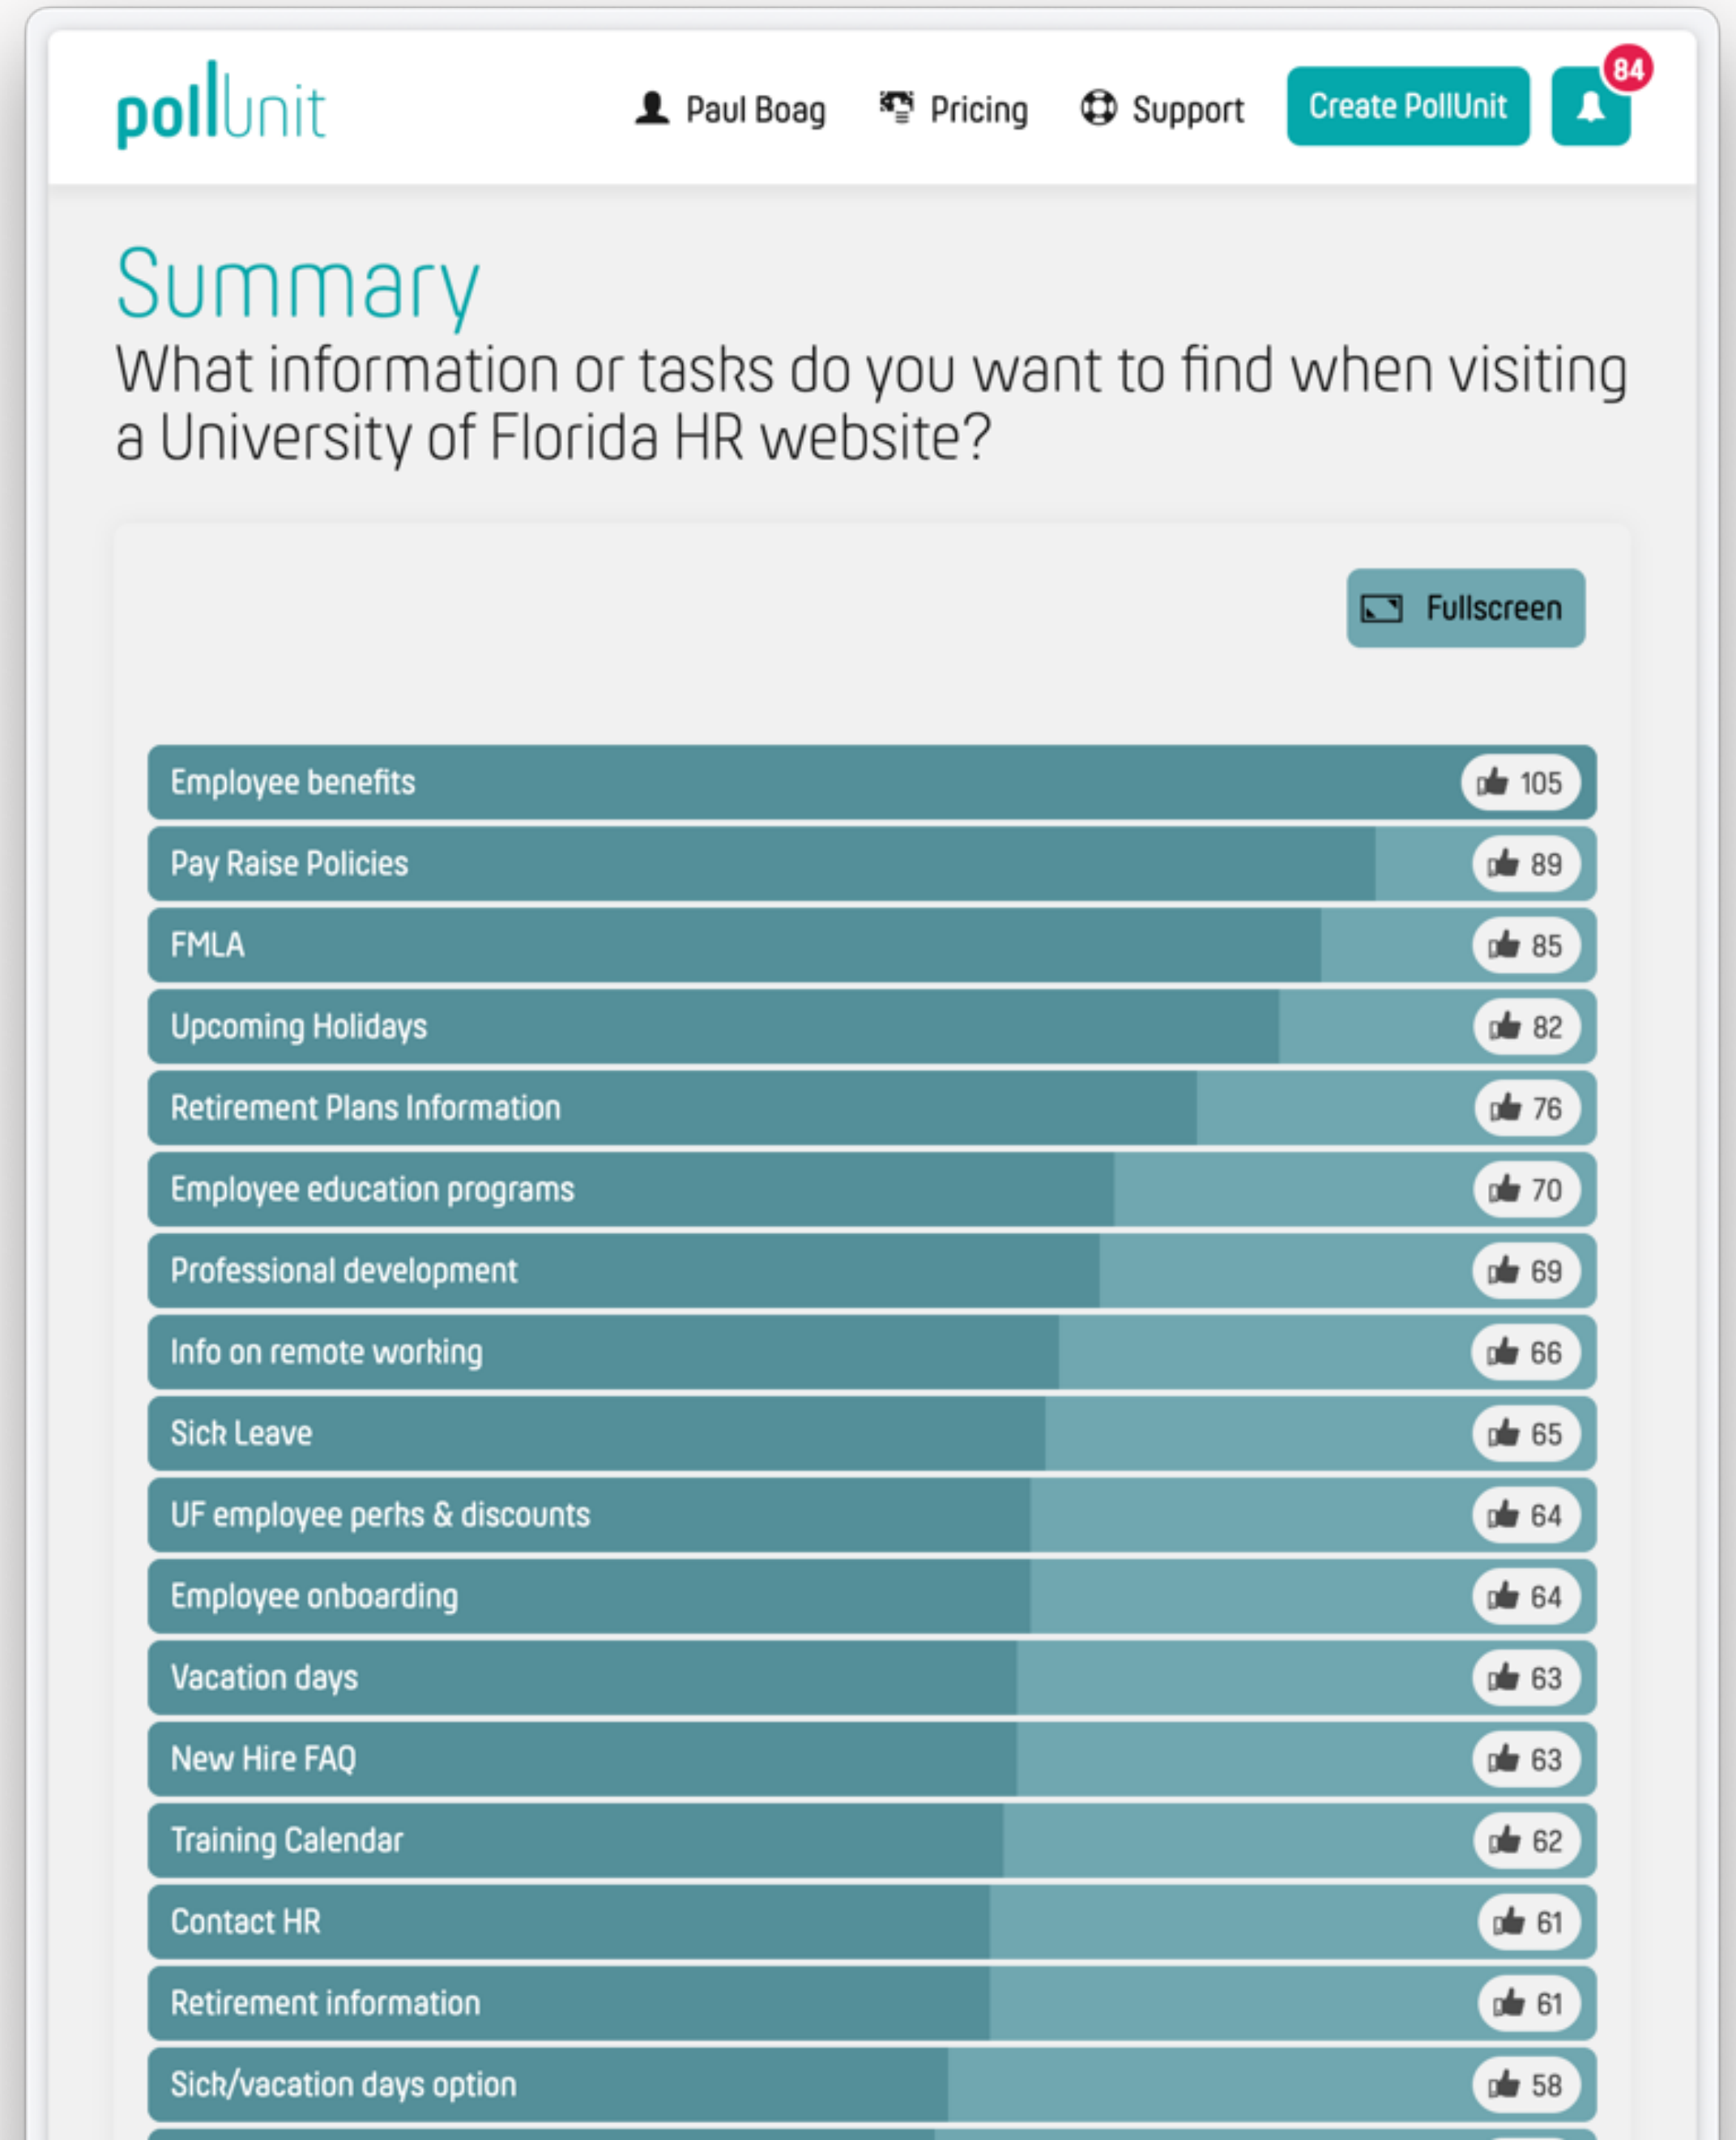 pollUnit
Paul Boag
Pricing
Support
Create PollUnit
84
Summary
What information or tasks do you want to find when visiting
a University of Florida HR website?
Fullscreen
Employee benefits 105
Pay Raise Policies 89
FMLA 85
Upcoming Holidays 82
Retirement Plans Information 76
Employee education programs 70
Professional development 69
Info on remote working 66
Sick Leave 65
UF employee perks & discounts 64
Employee onboarding 64
Vacation days 63
New Hire FAQ 63
Training Calendar 62
Contact HR 61
Retirement information 61
Sick/vacation days option 58